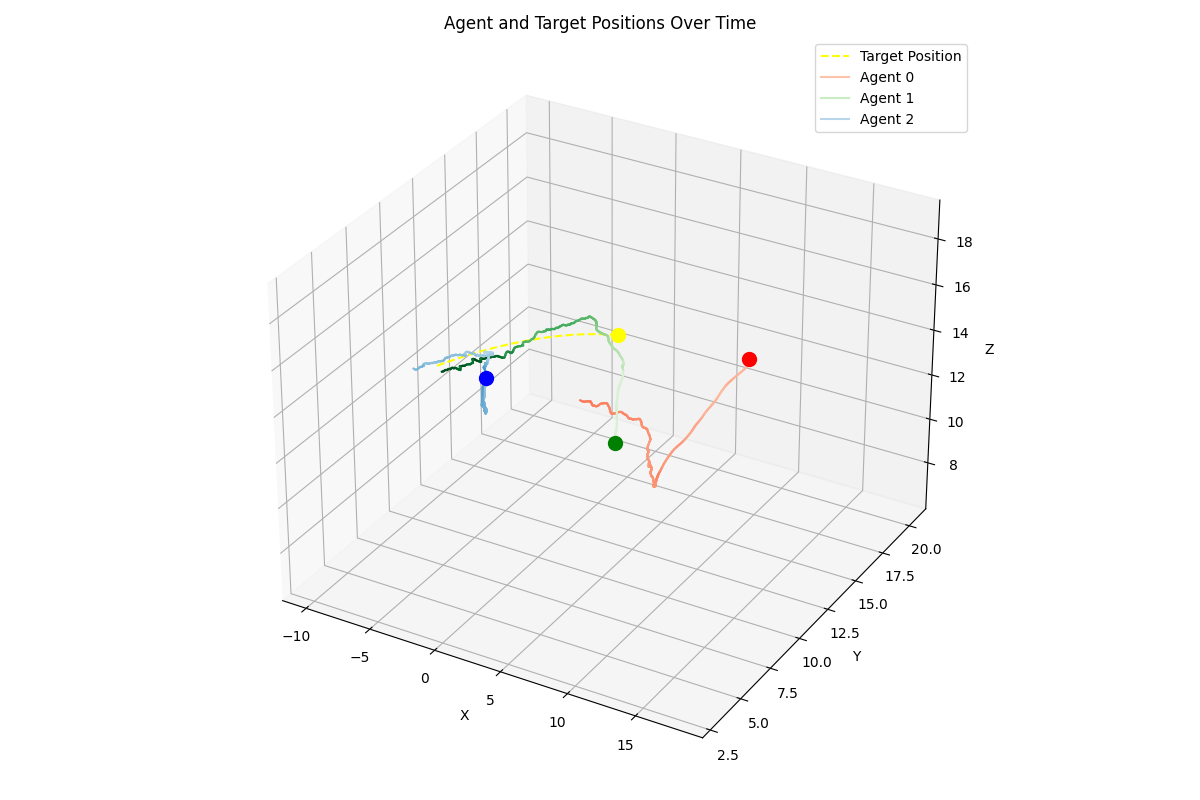 Agent and Target Positions Over Time
Target Position
Agent 0
Agent 1
Agent 2
18
16
14
12
10
8
Z
20.0
17.5
15.0
12.5
10.0
7.5
5.0
2.5
Y
−10
−5
0
5
10
15
X